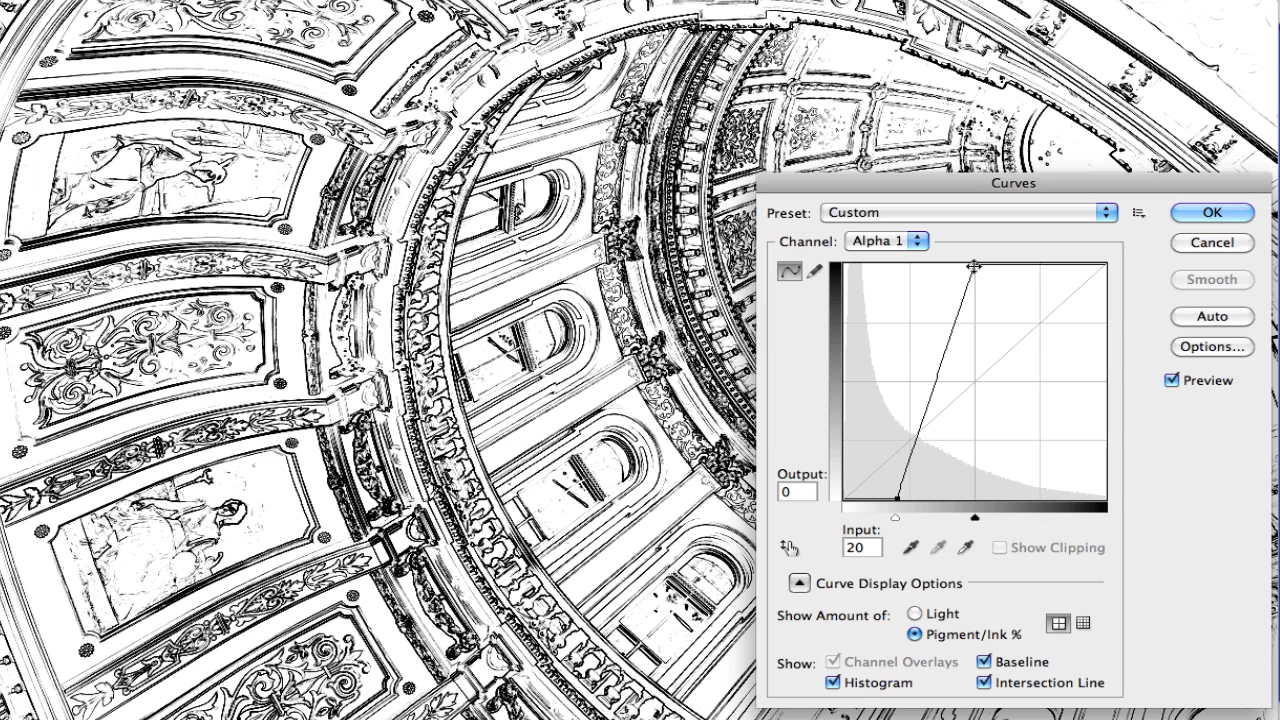 Curves
Preset: Custom
OK
Channel: Alpha 1
Cancel
Smooth
Auto
Options...
Preview
Output:
0
Input:
20
Show Clipping
Curve Display Options
Show Amount of: Light
Pigment/Ink %
Show: Channel Overlays Baseline
Histogram Intersection Line